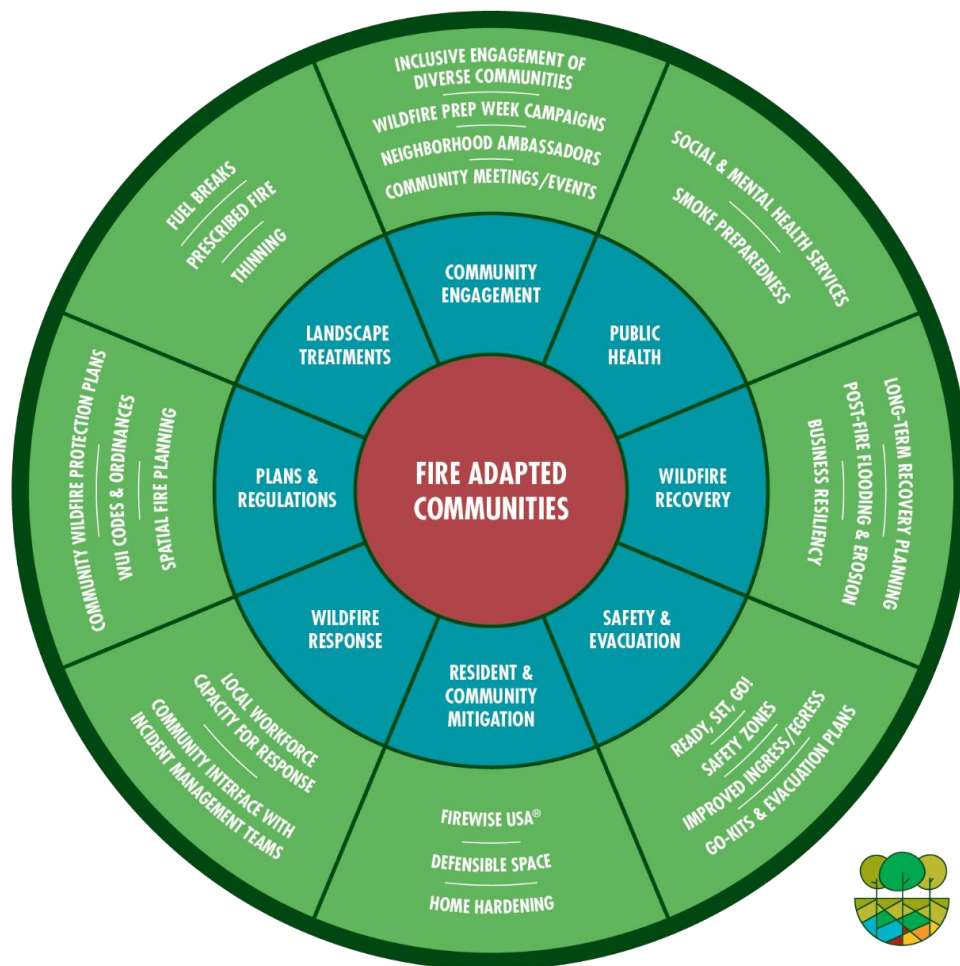 FIRE ADAPTED
COMMUNITIES
COMMUNITY
ENGAGEMENT
INCLUSIVE ENGAGEMENT OF
DIVERSE COMMUNITIES
WILDFIRE PREP WEEK CAMPAIGNS
NEIGHBORHOOD AMBASSADORS
COMMUNITY MEETINGS/EVENTS
PUBLIC
HEALTH
SOCIAL & MENTAL HEALTH SERVICES
SMOKE PREPAREDNESS
WILDFIRE
RECOVERY
LONG-TERM RECOVERY PLANNING
POST-FIRE FLOODING & EROSION
BUSINESS RESILIENCY
SAFETY &
EVACUATION
READY, SET, GO!
SAFETY ZONES
IMPROVED INGRESS/EGRESS
GO-KITS & EVACUATION PLANS
RESIDENT &
COMMUNITY
MITIGATION
FIREWISE USA®
DEFENSIBLE SPACE
HOME HARDENING
WILDFIRE
RESPONSE
LOCAL WORKFORCE
CAPACITY FOR RESPONSE
COMMUNITY INTERFACE WITH
INCIDENT MANAGEMENT TEAMS
PLANS &
REGULATIONS
COMMUNITY WILDFIRE PROTECTION PLANS
WUI CODES & ORDINANCES
SPATIAL FIRE PLANNING
LANDSCAPE
TREATMENTS
FUEL BREAKS
PRESCRIBED FIRE
THINNING